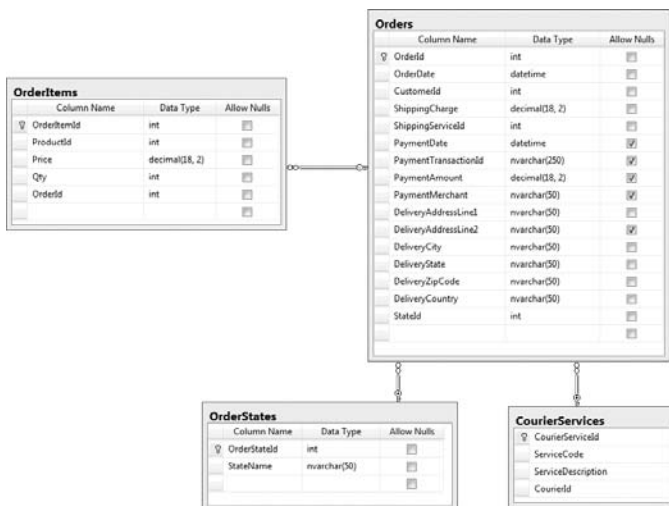 Orders
Column Name Data Type Allow Nulls
OrderId int
OrderDate datetime
CustomerId int
ShippingCharge decimal(18, 2)
ShippingServiceId int
PaymentDate datetime
PaymentTransactionId nvarchar(250)
PaymentAmount decimal(18, 2)
PaymentMerchant nvarchar(50)
DeliveryAddressLine1 nvarchar(50)
DeliveryAddressLine2 nvarchar(50)
DeliveryCity nvarchar(50)
DeliveryState nvarchar(50)
DeliveryZipCode nvarchar(50)
DeliveryCountry nvarchar(50)
StateId int
OrderItems
Column Name Data Type Allow Nulls
OrderItemId int
ProductId int
Price decimal(18, 2)
Qty int
OrderId int
OrderStates
Column Name Data Type Allow Nulls
OrderStateId int
StateName nvarchar(50)
CourierServices
CourierServiceId
ServiceCode
ServiceDescription
CourierId